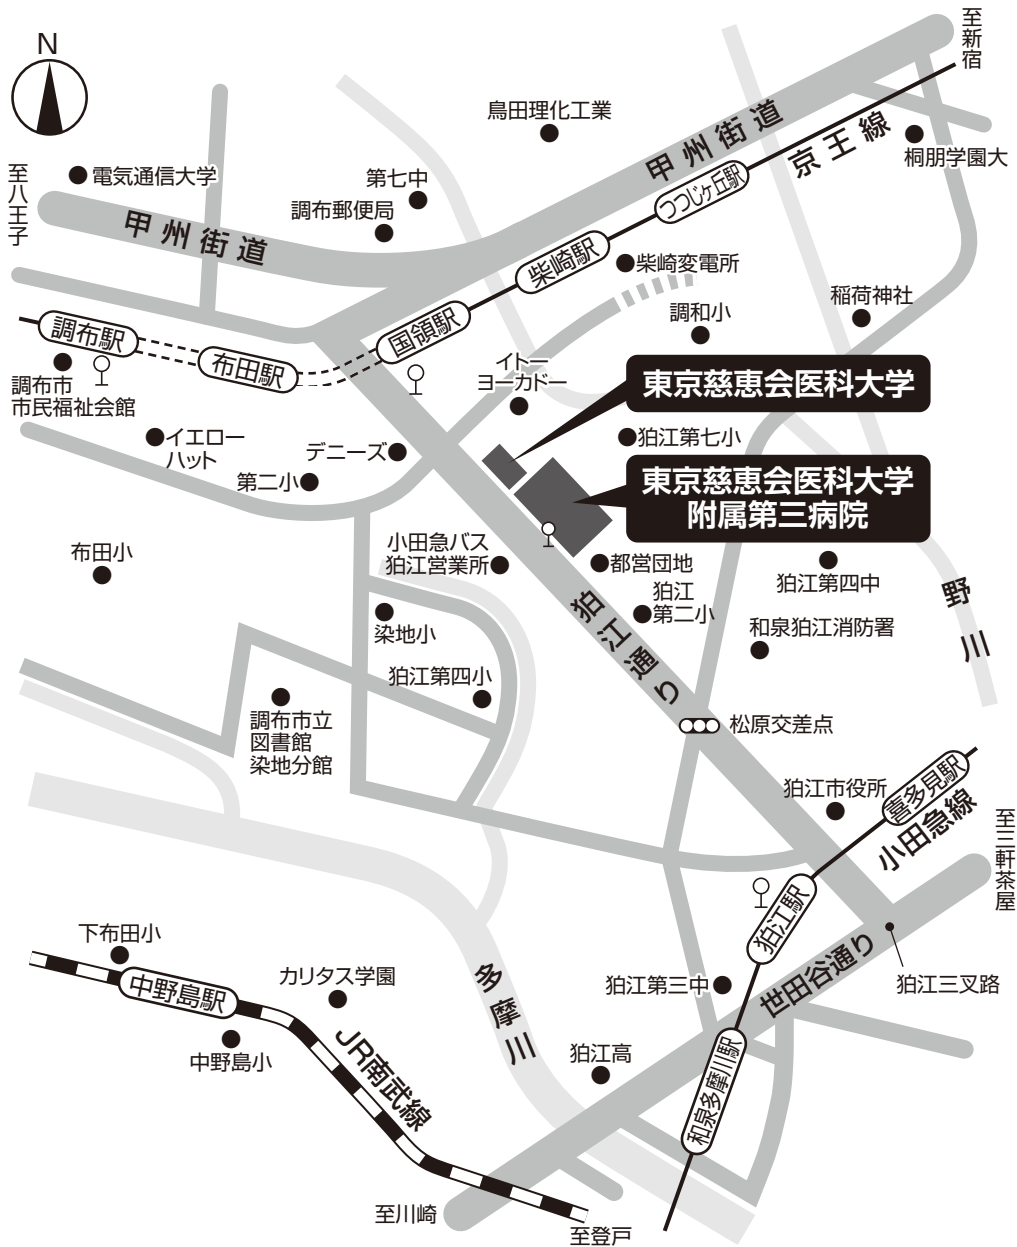 N
至新宿
鳥田理化工業
甲州街道
京王線
桐朋学園大
至八王子
電気通信大学
第七中
調布郵便局
つつじヶ丘駅
甲州街道
柴崎駅
柴崎変電所
稲荷神社
調和小
国領駅
調布駅
布田駅
調布市
市民福祉会館
イトー
ヨーカドー
東京慈恵会医科大学
イエロー
ハット
デニーズ
狛江第七小
第二小
東京慈恵会医科大学
附属第三病院
布田小
小田急バス
狛江営業所
都営団地
狛江
第二小
狛江第四中
野川
染地小
狛江通り
和泉狛江消防署
狛江第四小
調布市立
図書館
染地分館
松原交差点
狛江市役所
喜多見駅
小田急線
至三軒茶屋
狛江駅
下布田小
中野島駅
カリタス学園
多摩川
狛江第三中
世田谷通り
狛江三叉路
中野島小
JR南武線
狛江高
和泉多摩川駅
至川崎
至登戸